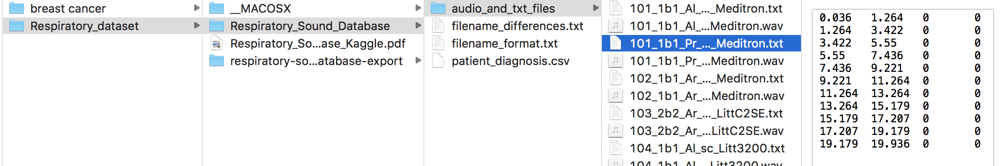 breast cancer
Respiratory_dataset
__MACOSX
Respiratory_Sound_Database
Respiratory_So...ase_Kaggle.pdf
respiratory-so...atabase-export
audio_and_txt_files
filename_differences.txt
filename_format.txt
patient_diagnosis.csv
101_1b1_Al_..._Meditron.txt
101_1b1_Al_...Meditron.wav
101_1b1_Pr_..._Meditron.txt
101_1b1_Pr_...Meditron.wav
102_1b1_Ar_..._Meditron.txt
102_1b1_Ar_...Meditron.wav
103_2b2_Ar_..._LittC2SE.txt
103_2b2_Ar_...LittC2SE.wav
104_1b1_Al_sc_Litt3200.txt
104_1b1_Al_...Litt3200.wav
0.036 1.264 0 0
1.264 3.422 0 0
3.422 5.55 0 0
5.55 7.436 0 0
7.436 9.221 0 0
9.221 11.264 0 0
11.264 13.264 0 0
13.264 15.179 0 0
15.179 17.207 0 0
17.207 19.179 0 0
19.179 19.936 0 0